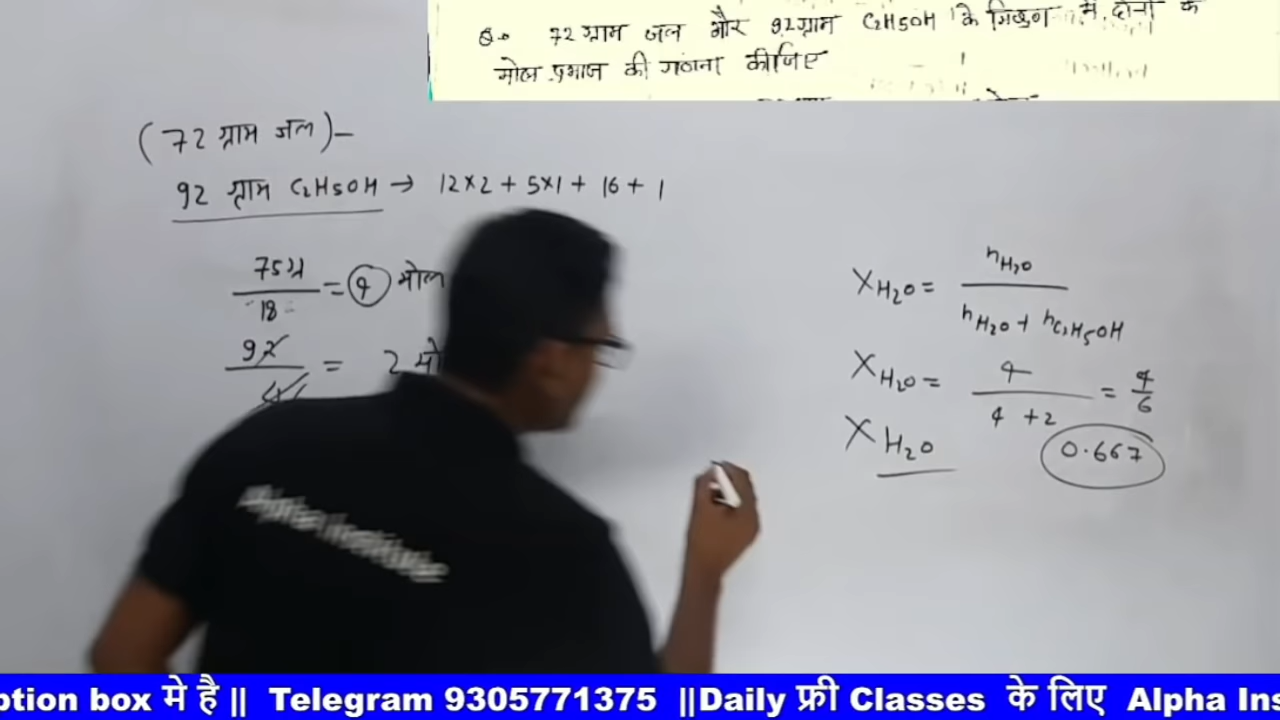 Q. 72 ग्राम जल और 92 ग्राम C2H5OH के मिश्रण में दोनों के
मोल प्रभाज की गणना कीजिए
(72 ग्राम जल)–
92 ग्राम C2H5OH → 12×2 + 5×1 + 16 + 1
75ग्र / 18 = 4 मोल
92 / 46 = 2 मो
XH2O = nH2O / nH2O + nC2H5OH
XH2O = 4 / 4 + 2 = 4/6
XH2O 0.667
ption box मे है || Telegram 9305771375 ||Daily फ्री Classes के लिए Alpha Ins